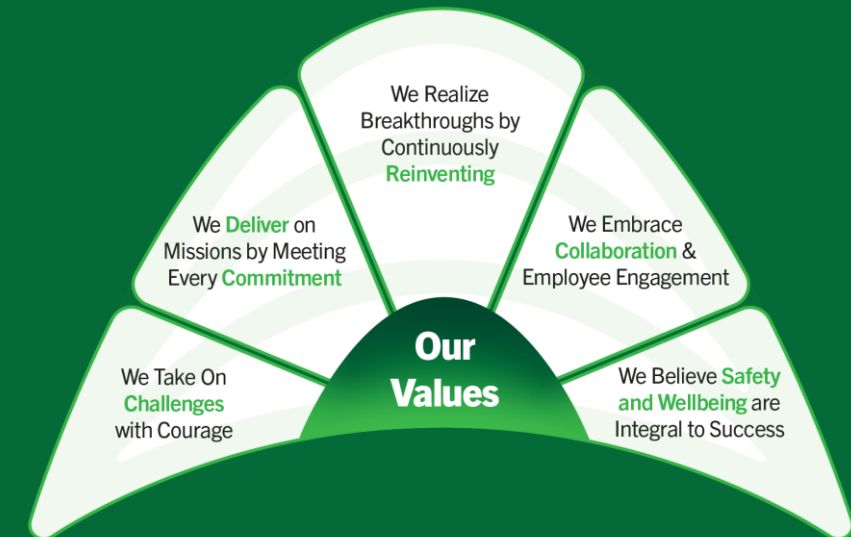 We Realize
Breakthroughs by
Continuously
Reinventing
We Deliver on
Missions by Meeting
Every Commitment
We Embrace
Collaboration &
Employee Engagement
We Take On
Challenges
with Courage
Our
Values
We Believe Safety
and Wellbeing are
Integral to Success